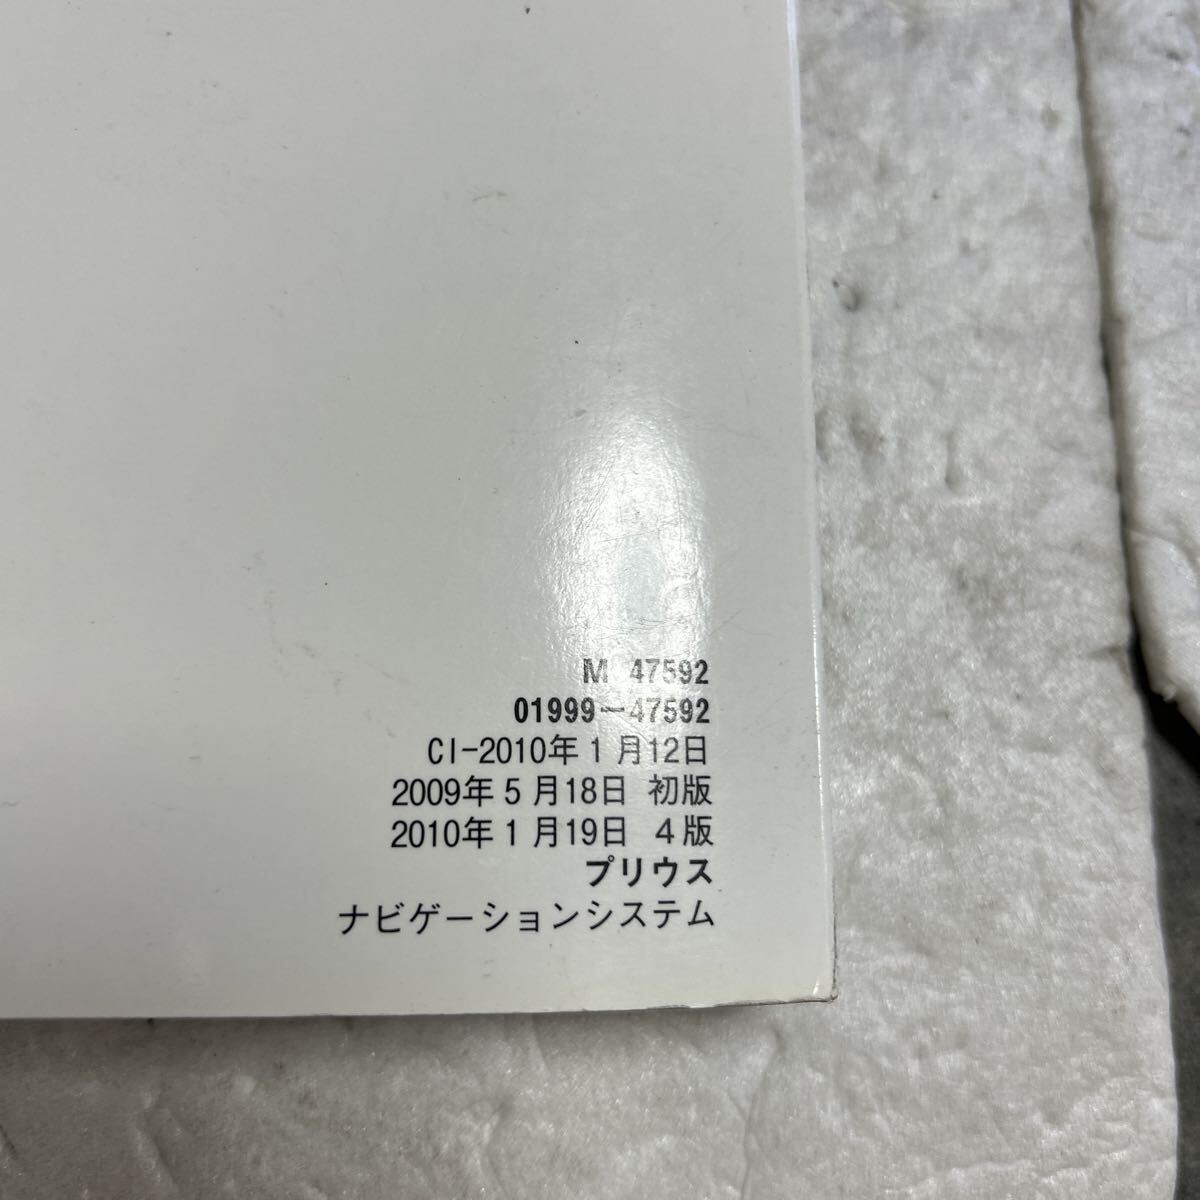 M 47592
01999-47592
CI-2010年1月12日
2009年5月18日 初版
2010年1月19日 4版
プリウス
ナビゲーションシステム